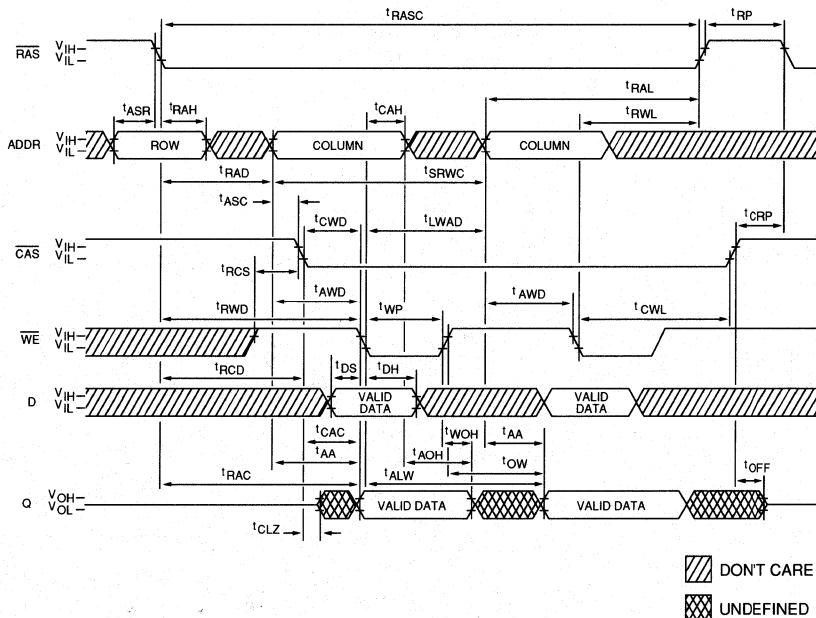 tRASC
tRP
RAS
VIH
VIL
tRAL
tASR
tRAH
tCAH
tRWL
ADDR
VIH
VIL
ROW
COLUMN
COLUMN
tRAD
tSRWC
tASC
tCWD
tLWAD
tCRP
CAS
VIH
VIL
tRCS
tAWD
tWP
tAWD
tCWL
tRWD
WE
VIH
VIL
tRCD
tDS
tDH
D
VIH
VIL
VALID
DATA
VALID
DATA
tCAC
tWOH
tAA
tAA
tAOH
tOW
tRAC
tALW
tOFF
Q
VOH
VOL
VALID DATA
VALID DATA
tCLZ
DON'T CARE
UNDEFINED